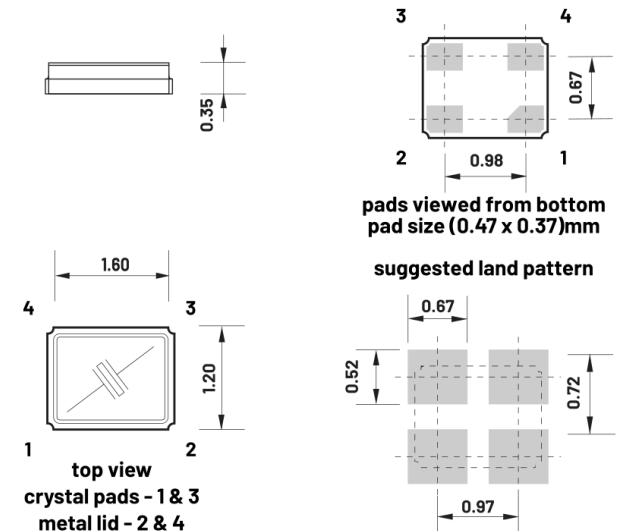 3 4
0.35
0.67
2 1
0.98
pads viewed from bottom
pad size (0.47 x 0.37)mm
1.60
4 3
1.20
1 2
top view
crystal pads - 1 & 3
metal lid - 2 & 4
suggested land pattern
0.67
0.52
0.72
0.97